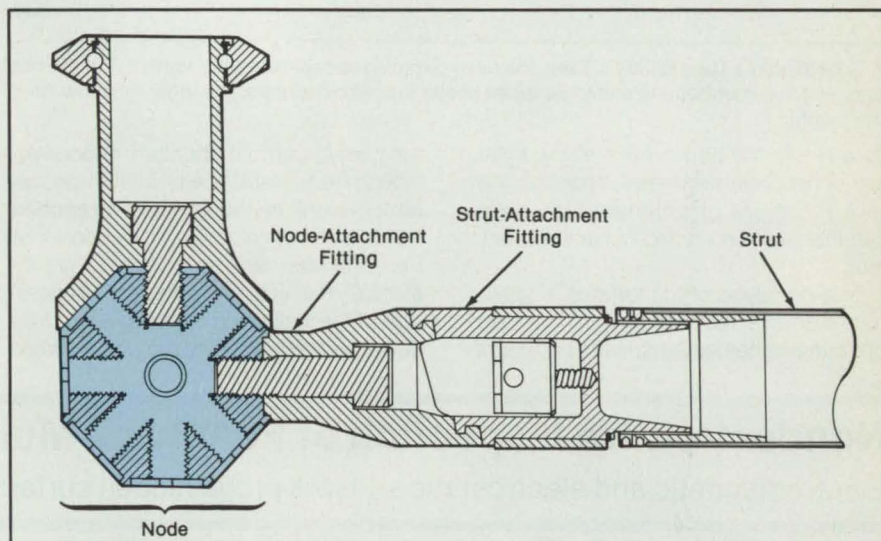 Node-Attachment
Fitting
Strut-Attachment
Fitting
Strut
Node